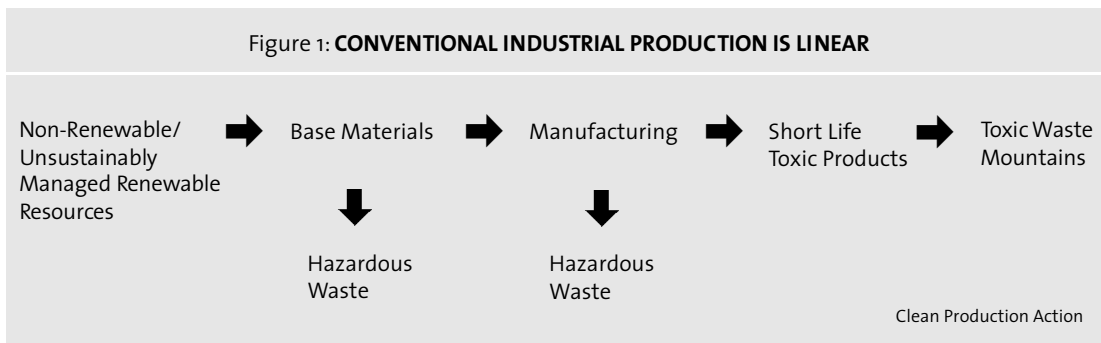 Figure 1: CONVENTIONAL INDUSTRIAL PRODUCTION IS LINEAR
Non-Renewable/
Unsustainably
Managed Renewable
Resources
Base Materials
Manufacturing
Short Life
Toxic Products
Toxic Waste
Mountains
Hazardous
Waste
Hazardous
Waste
Clean Production Action